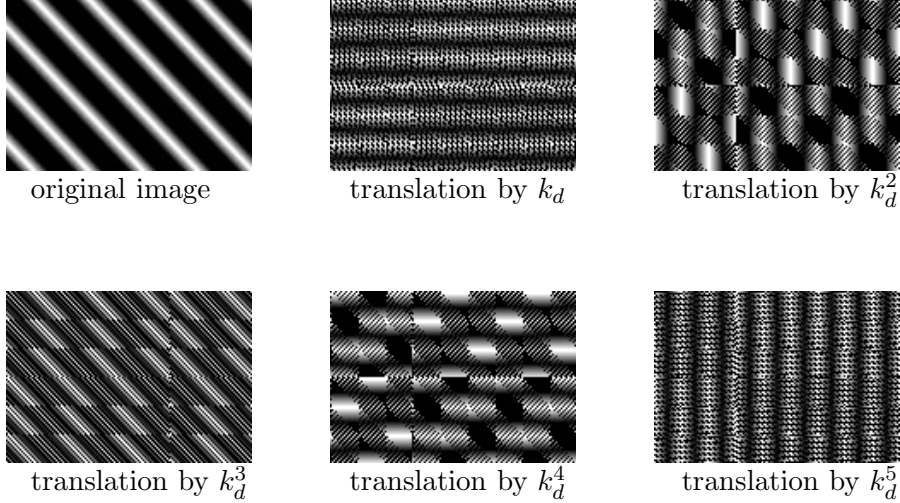 original image
translation by $k_d$
translation by $k_d^2$
translation by $k_d^3$
translation by $k_d^4$
translation by $k_d^5$